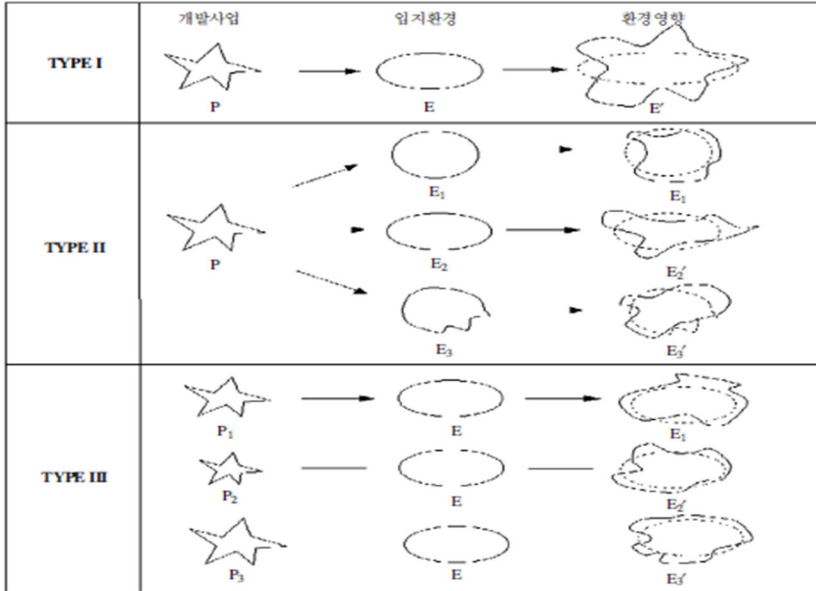 개발사업 입지환경 환경영향
TYPE I
P E E′
E₁ E₁
TYPE II
P E₂ E₂′
E₃ E₃′
P₁ E E₁
TYPE III
P₂ E E₂′
P₃ E E₃′